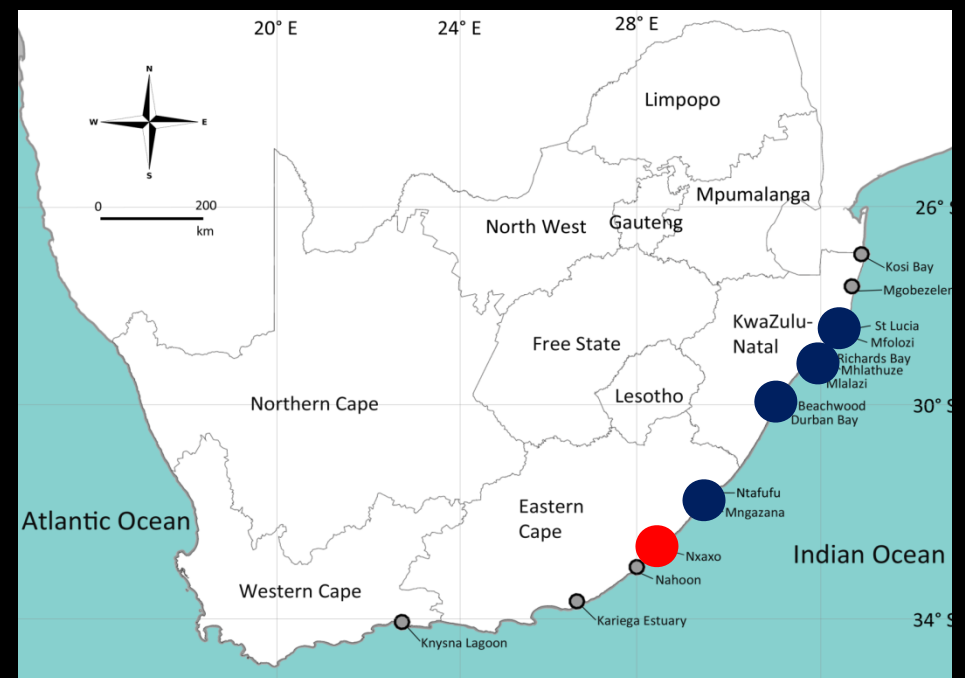 20° E
24° E
28° E
N
W
E
S
0
200
km
Limpopo
Mpumalanga
North West
Gauteng
26° S
Kosi Bay
Mgobezeler
KwaZulu-
Natal
St Lucia
Mfolozi
Free State
Richards Bay
Mhlathuze
Mlalazi
Lesotho
Northern Cape
30° S
Beachwood
Durban Bay
Ntafufu
Mngazana
Eastern
Cape
Atlantic Ocean
Nxaxo
Indian Ocean
Nahoon
Western Cape
Kariega Estuary
34° S
Knysna Lagoon